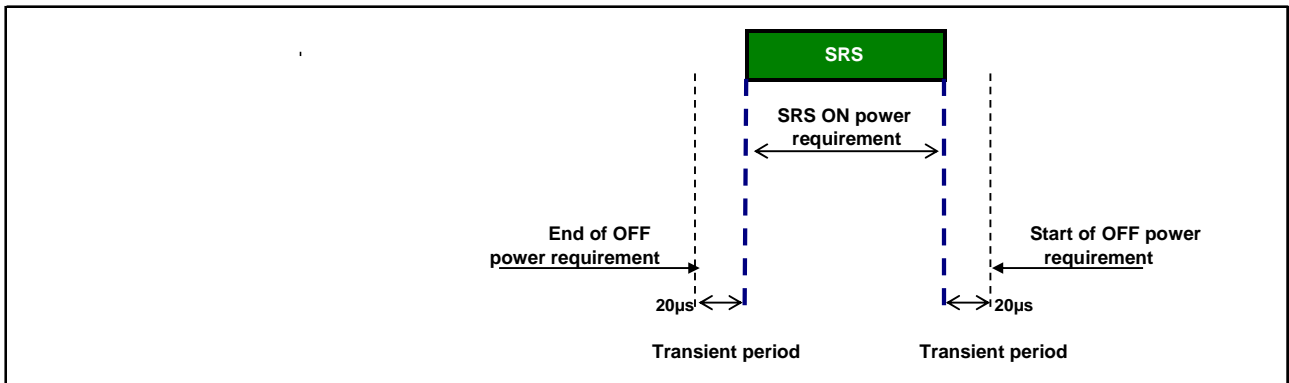 SRS
SRS ON power
requirement
End of OFF
power requirement
Start of OFF power
requirement
20µs
20µs
Transient period
Transient period